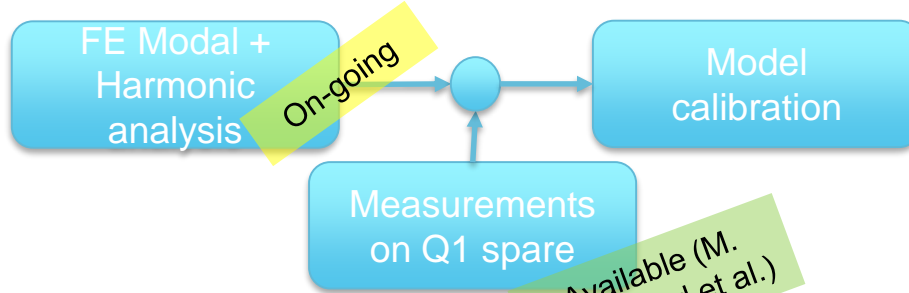 FE Modal +
Harmonic
analysis
On-going
Model
calibration
Measurements
on Q1 spare
Available (M.
et al.)